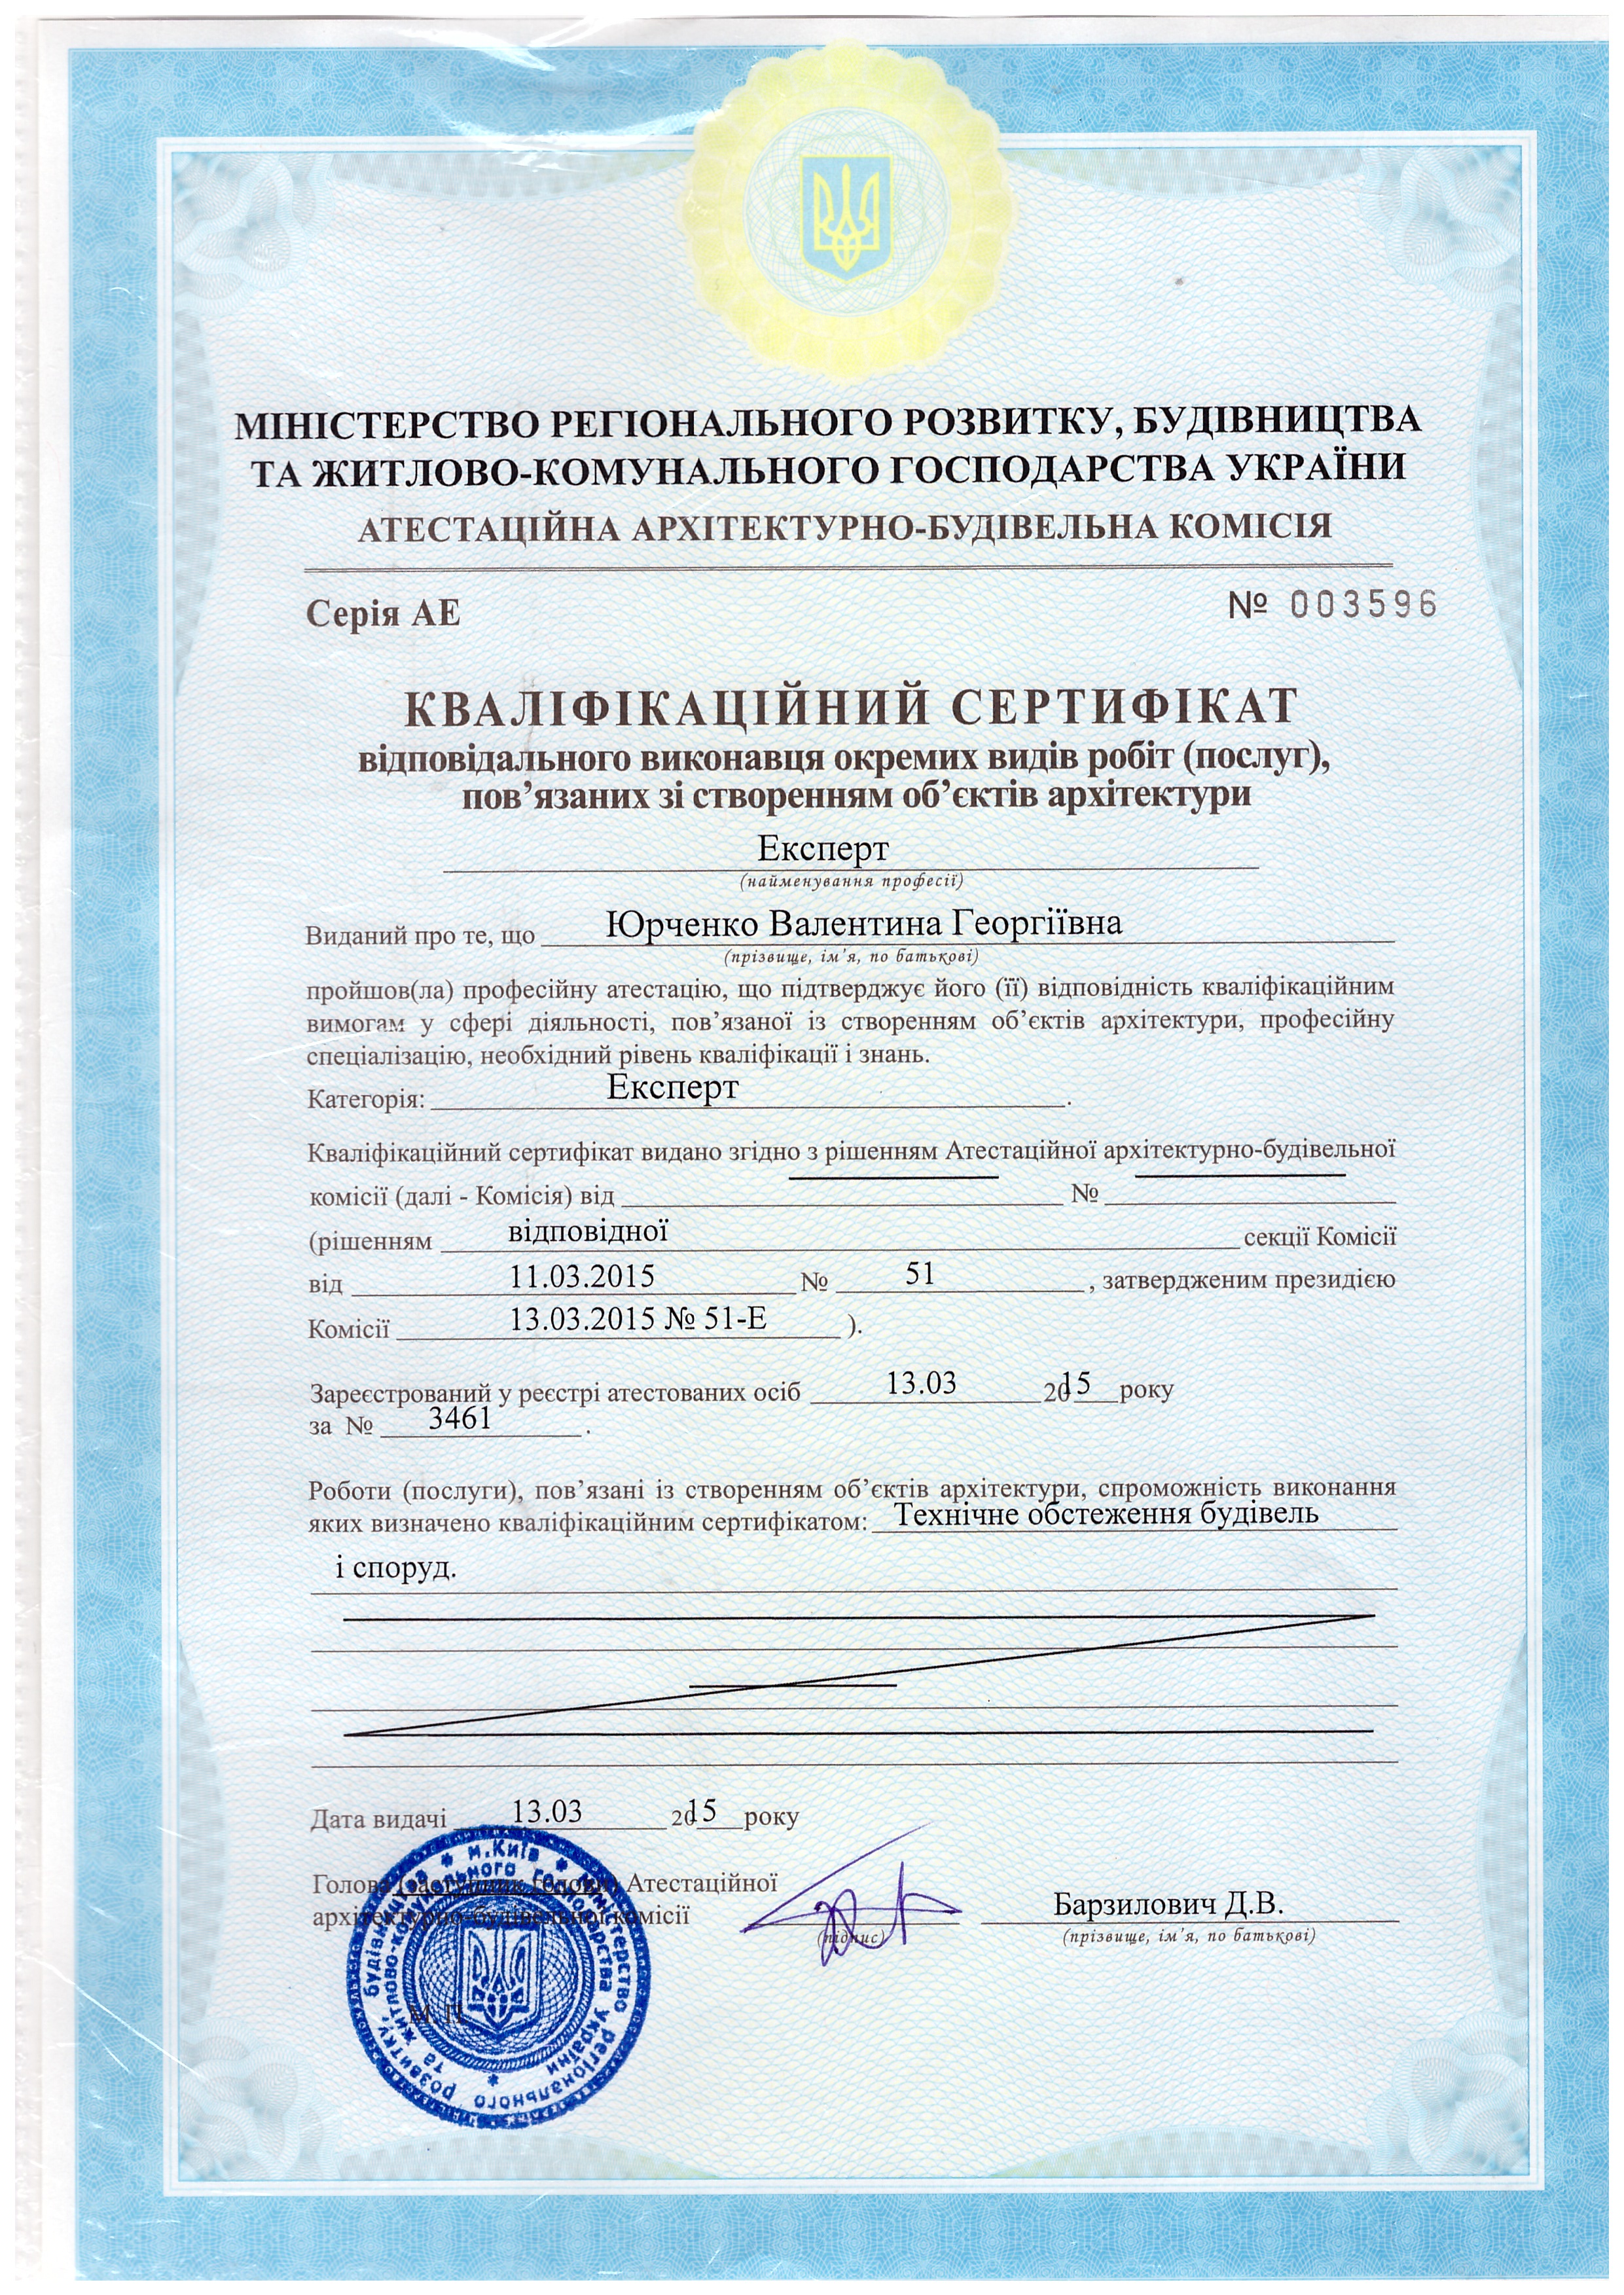 МІНІСТЕРСТВО РЕГІОНАЛЬНОГО РОЗВИТКУ, БУДІВНИЦТВА
ТА ЖИТЛОВО-КОМУНАЛЬНОГО ГОСПОДАРСТВА УКРАЇНИ
АТЕСТАЦІЙНА АРХІТЕКТУРНО-БУДІВЕЛЬНА КОМІСІЯ
Серія АЕ № 003596
КВАЛІФІКАЦІЙНИЙ СЕРТИФІКАТ
відповідального виконавця окремих видів робіт (послуг),
пов’язаних зі створенням об’єктів архітектури
Експерт
(найменування професії)
Виданий про те, що Юрченко Валентина Георгіївна
(прізвище, ім’я, по батькові)
пройшов(ла) професійну атестацію, що підтверджує його (її) відповідність кваліфікаційним
вимогам у сфері діяльності, пов’язаної із створенням об’єктів архітектури, професійну
спеціалізацію, необхідний рівень кваліфікації і знань.
Категорія: Експерт.
Кваліфікаційний сертифікат видано згідно з рішенням Атестаційної архітектурно-будівельної
комісії (далі - Комісія) від №
(рішенням відповідної секції Комісії
від 11.03.2015 № 51, затвердженим президією
Комісії 13.03.2015 № 51-Е ).
Зареєстрований у реєстрі атестованих осіб 13.03 2015 року
за № 3461.
Роботи (послуги), пов’язані із створенням об’єктів архітектури, спроможність виконання
яких визначено кваліфікаційним сертифікатом: Технічне обстеження будівель
і споруд.
Дата видачі 13.03 2015 року
Голова (заступник голови) Атестаційної
архітектурно-будівельної комісії Барзилович Д.В.
(підпис) (прізвище, ім’я, по батькові)
М. П.
м.Київ * Міністерство регіонального розвитку, будівництва
та житлово-комунального господарства України